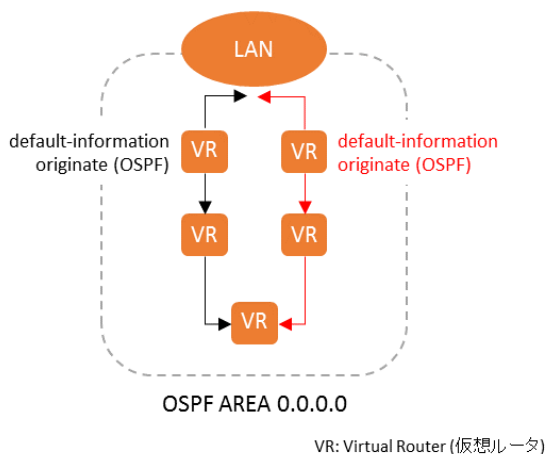 LAN
default-information
originate (OSPF)
VR
VR
default-information
originate (OSPF)
VR
VR
VR
OSPF AREA 0.0.0.0
VR: Virtual Router (仮想ルータ)